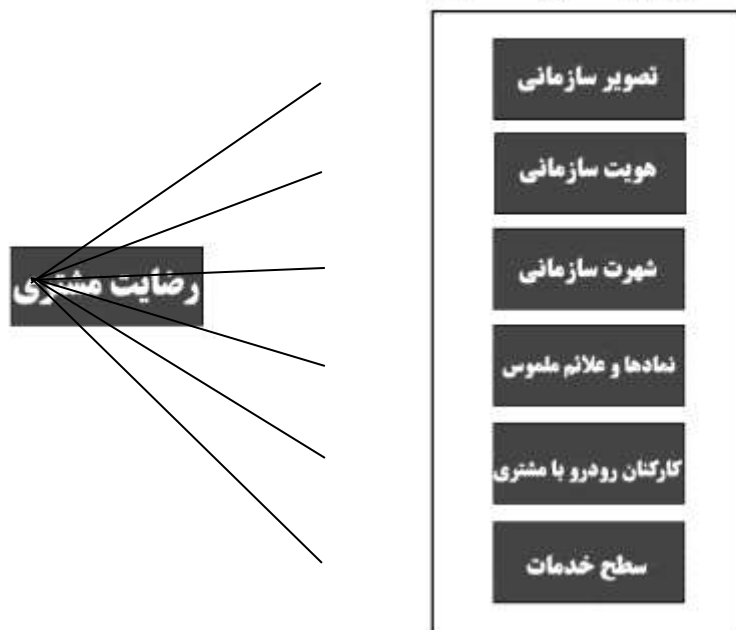 تصویر سازمانی
هویت سازمانی
شهرت سازمانی
نمادها و علائم ملموس
کارکنان رودرو با مشتری
سطح خدمات
رضایت مشتری